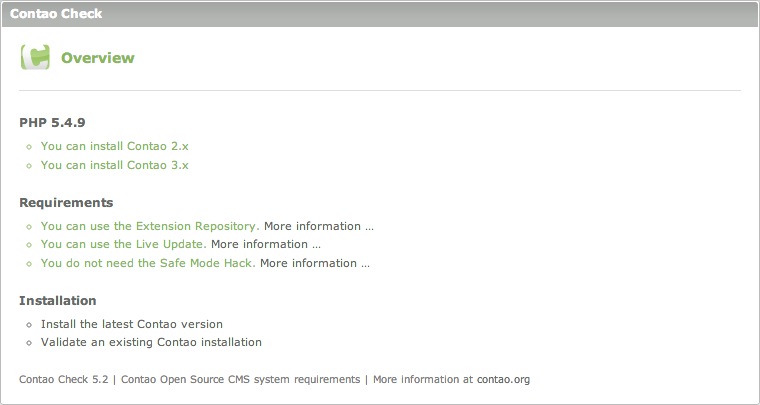 Contao Check
Overview
PHP 5.4.9
You can install Contao 2.x
You can install Contao 3.x
Requirements
You can use the Extension Repository. More information ...
You can use the Live Update. More information ...
You do not need the Safe Mode Hack. More information ...
Installation
Install the latest Contao version
Validate an existing Contao installation
Contao Check 5.2 | Contao Open Source CMS system requirements | More information at contao.org